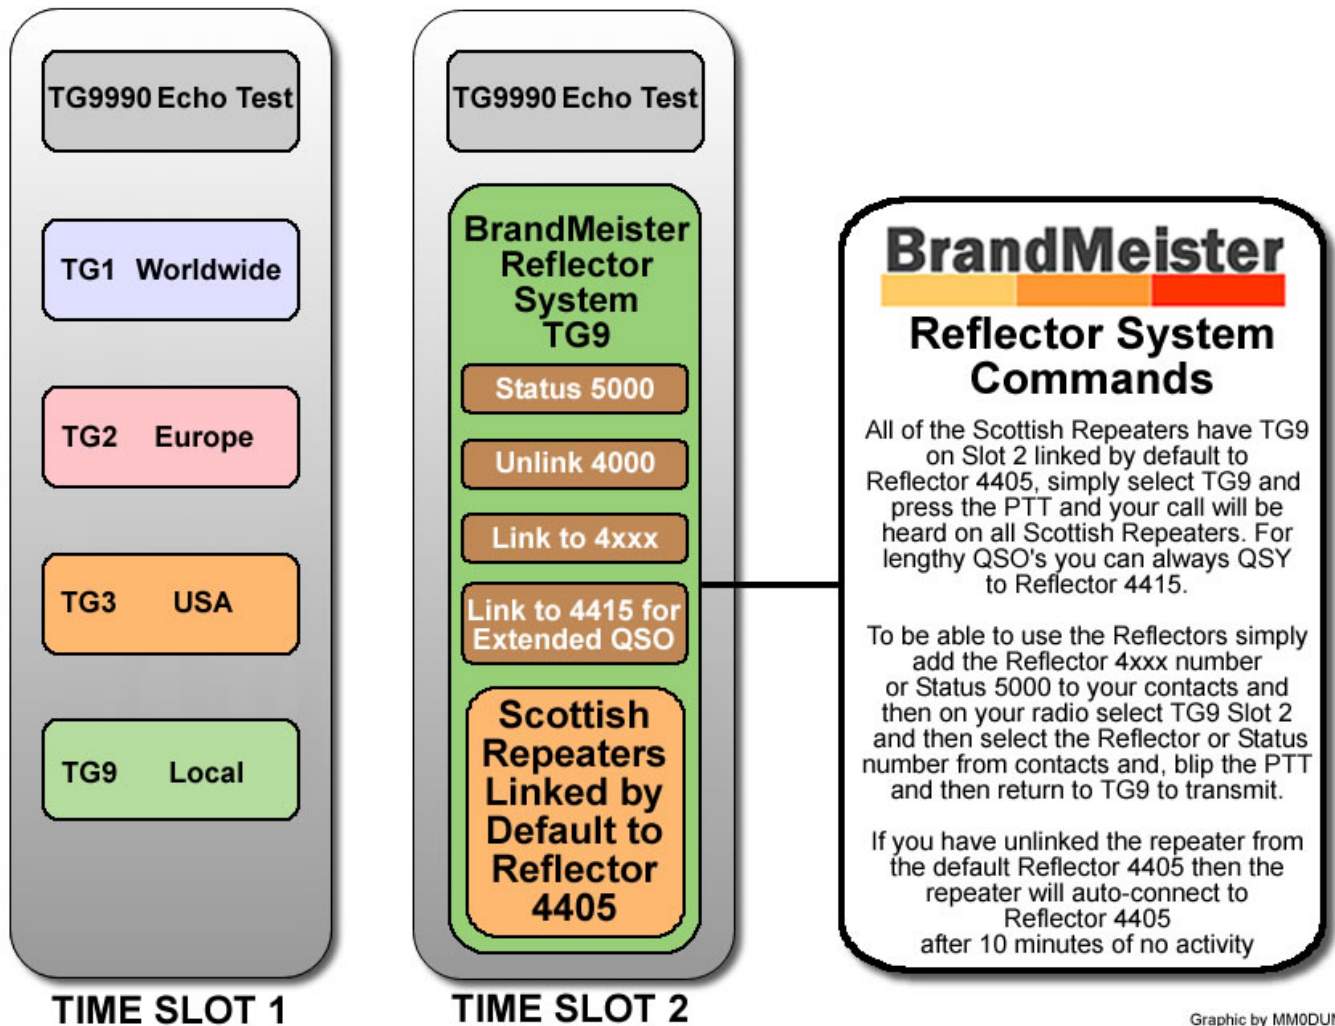 TG9990 Echo Test
TG1 Worldwide
TG2 Europe
TG3 USA
TG9 Local
TIME SLOT 1
TG9990 Echo Test
BrandMeister
Reflector
System
TG9
Status 5000
Unlink 4000
Link to 4xxx
Link to 4415 for
Extended QSO
Scottish
Repeaters
Linked by
Default to
Reflector
4405
TIME SLOT 2
BrandMeister
Reflector System
Commands
All of the Scottish Repeaters have TG9
on Slot 2 linked by default to
Reflector 4405, simply select TG9 and
press the PTT and your call will be
heard on all Scottish Repeaters. For
lengthy QSO's you can always QSY
to Reflector 4415.
To be able to use the Reflectors simply
add the Reflector 4xxx number
or Status 5000 to your contacts and
then on your radio select TG9 Slot 2
and then select the Reflector or Status
number from contacts and, blip the PTT
and then return to TG9 to transmit.
If you have unlinked the repeater from
the default Reflector 4405 then the
repeater will auto-connect to
Reflector 4405
after 10 minutes of no activity
Graphic by MM0DUN